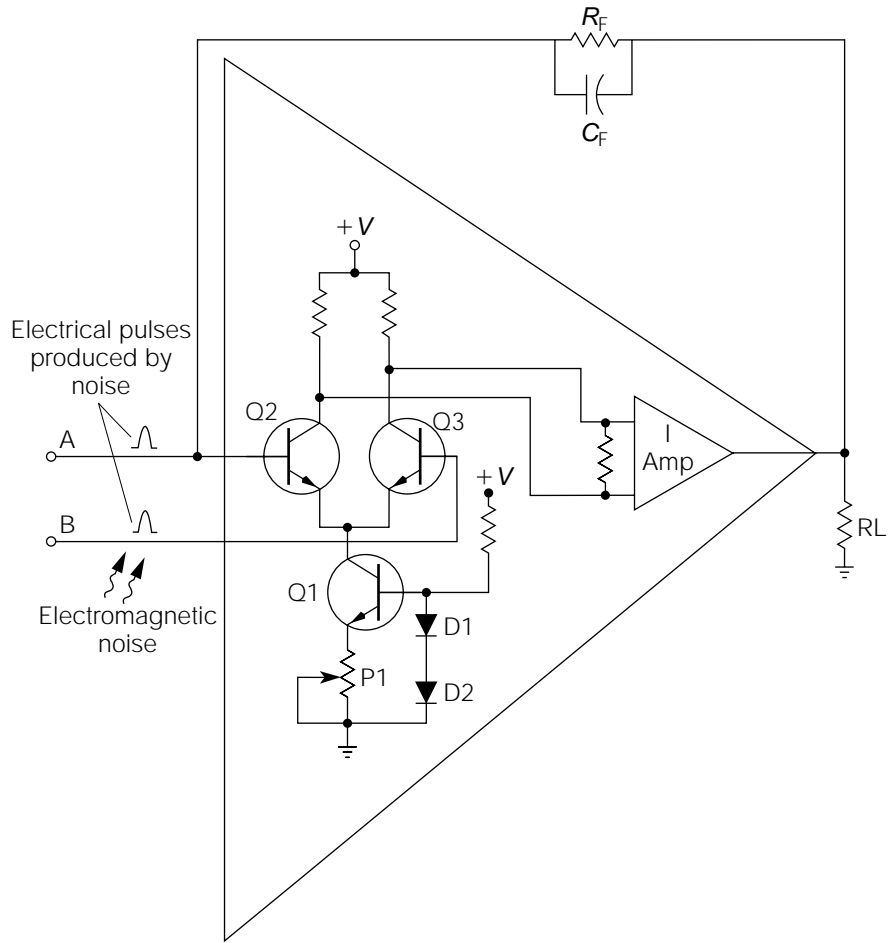 R_F
C_F
+V
Electrical pulses
produced by
noise
Q2
Q3
A
I
Amp
+V
B
RL
Q1
Electromagnetic
noise
D1
P1
D2